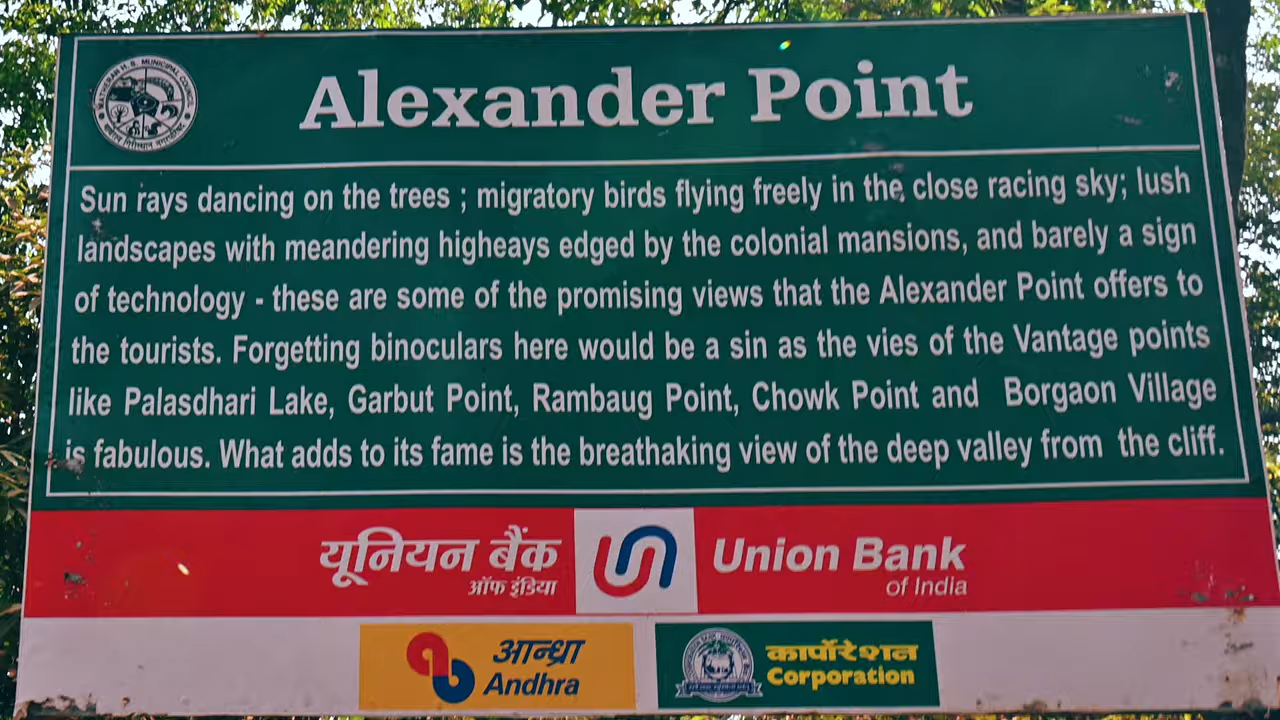 MATHERAN H. S. MUNICIPAL COUNCIL
Alexander Point
Sun rays dancing on the trees ; migratory birds flying freely in the close racing sky; lush
landscapes with meandering higheays edged by the colonial mansions, and barely a sign
of technology - these are some of the promising views that the Alexander Point offers to
the tourists. Forgetting binoculars here would be a sin as the vies of the Vantage points
like Palasdhari Lake, Garbut Point, Rambaug Point, Chowk Point and Borgaon Village
is fabulous. What adds to its fame is the breathaking view of the deep valley from the cliff.
यूनियन बैंक
ऑफ इंडिया
Union Bank
of India
आन्ध्रा
Andhra
कार्पोरेशन
Corporation